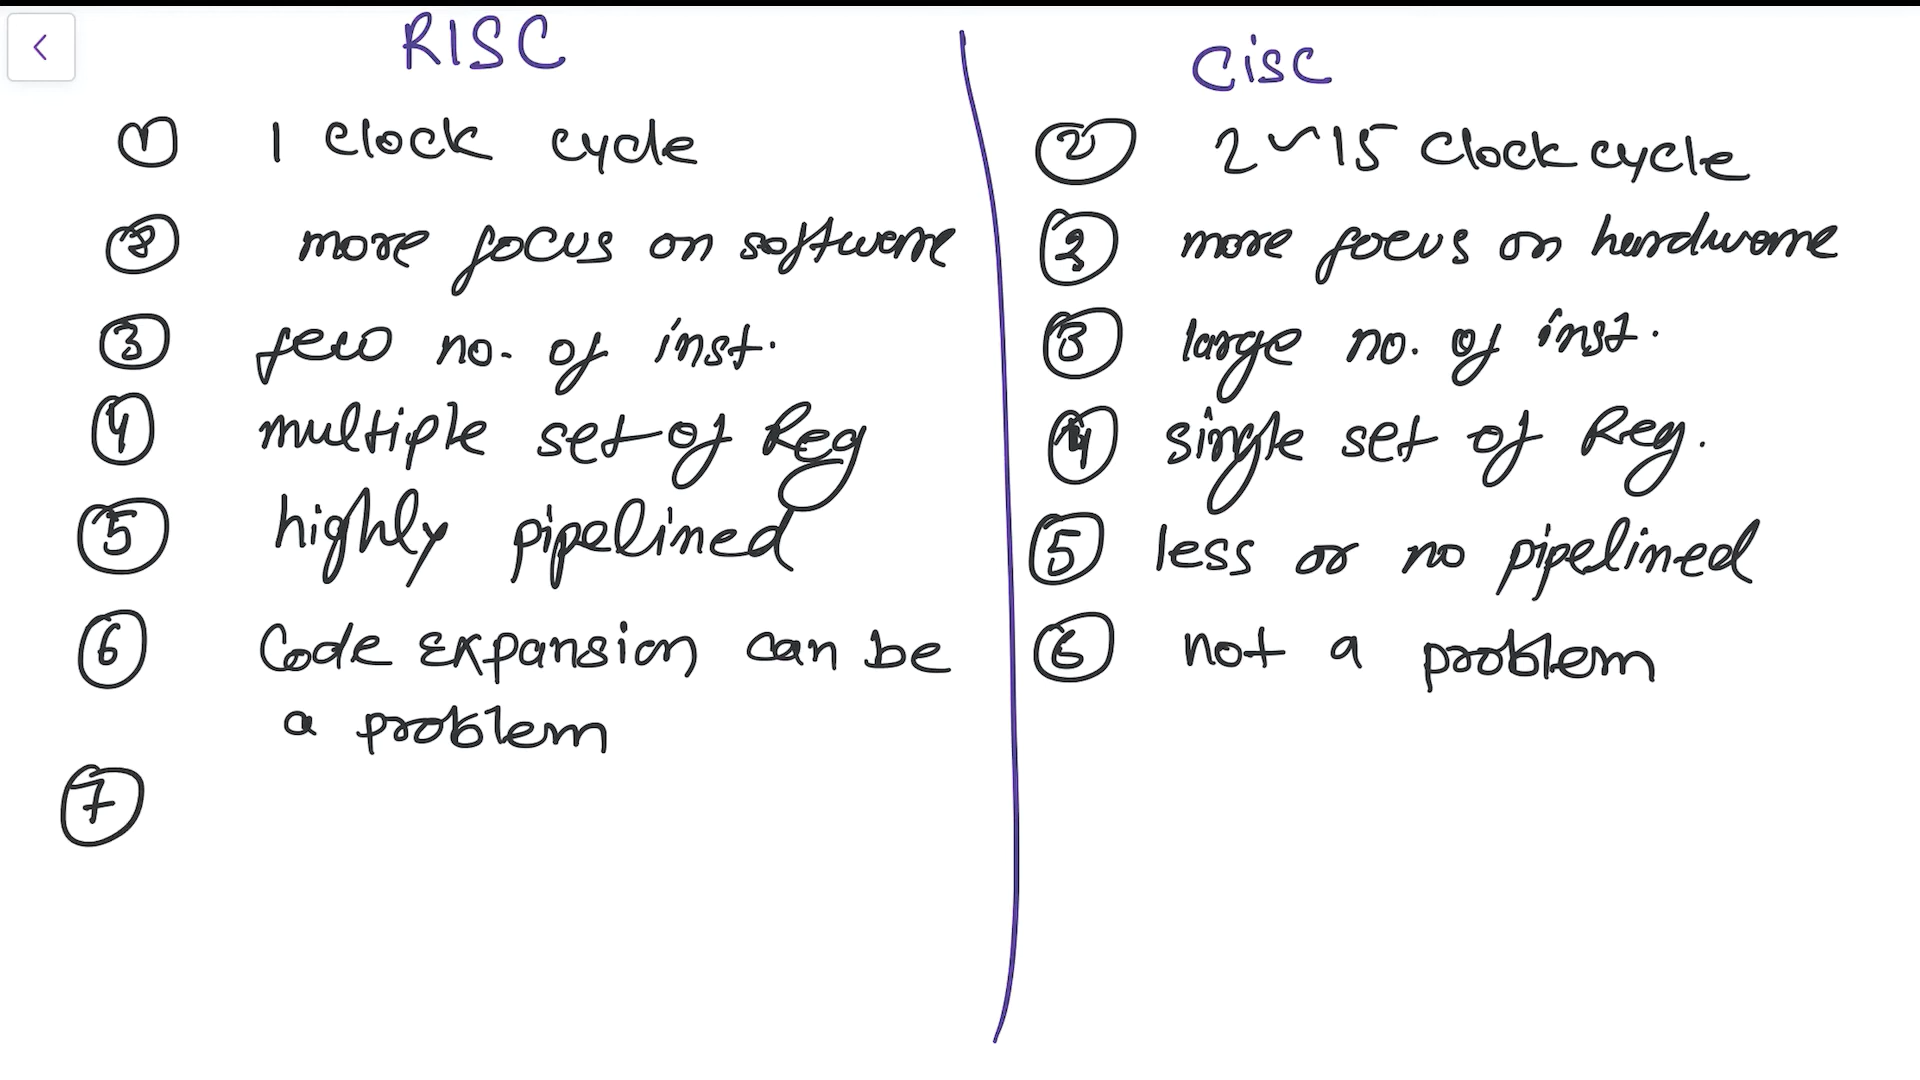 RISC
① 1 clock cycle
② more focus on software
③ few no. of inst.
④ multiple set of Reg
⑤ highly pipelined
⑥ Code expansion can be
a problem
⑦
Cisc
② 2~15 Clock cycle
② more focus on hardware
③ large no. of inst.
④ single set of Reg.
⑤ less or no pipelined
⑥ not a problem